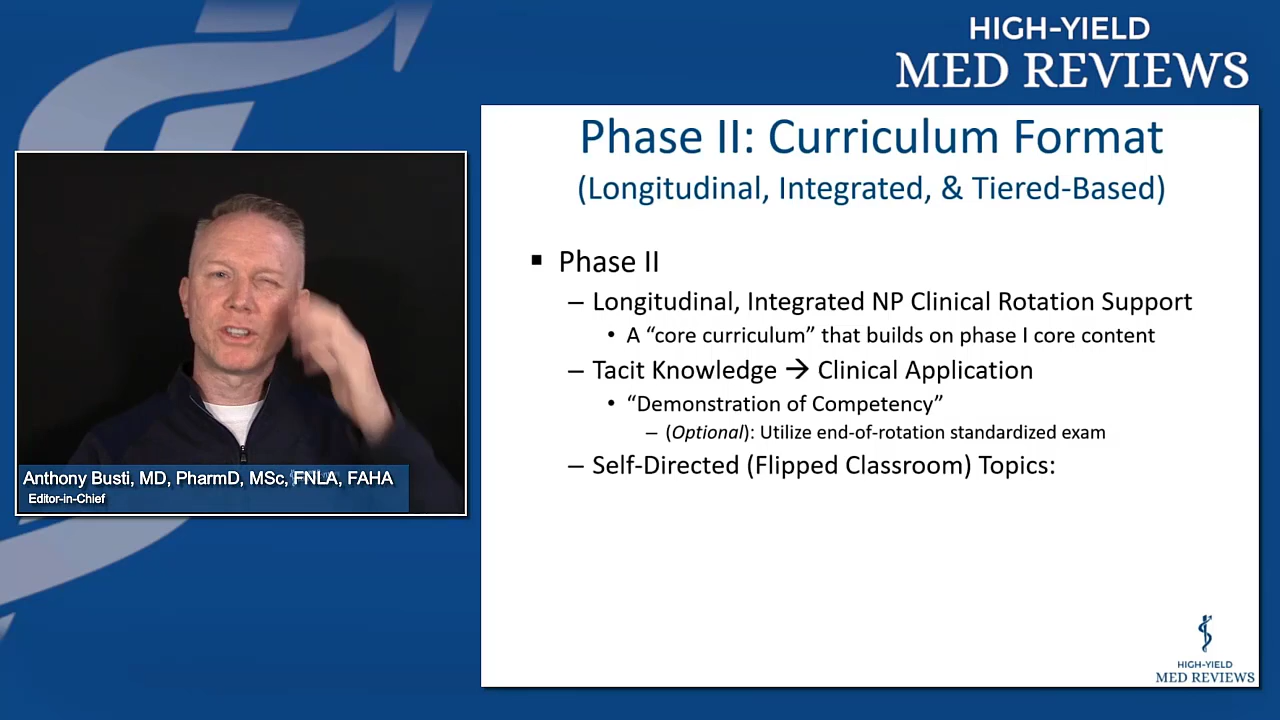 HIGH-YIELD
MED REVIEWS
Phase II: Curriculum Format
(Longitudinal, Integrated, & Tiered-Based)
▪ Phase II
– Longitudinal, Integrated NP Clinical Rotation Support
• A “core curriculum” that builds on phase I core content
– Tacit Knowledge → Clinical Application
• “Demonstration of Competency”
– (Optional): Utilize end-of-rotation standardized exam
– Self-Directed (Flipped Classroom) Topics:
Anthony Busti, MD, PharmD, MSc, FNLA, FAHA
Editor-in-Chief
HIGH-YIELD
MED REVIEWS